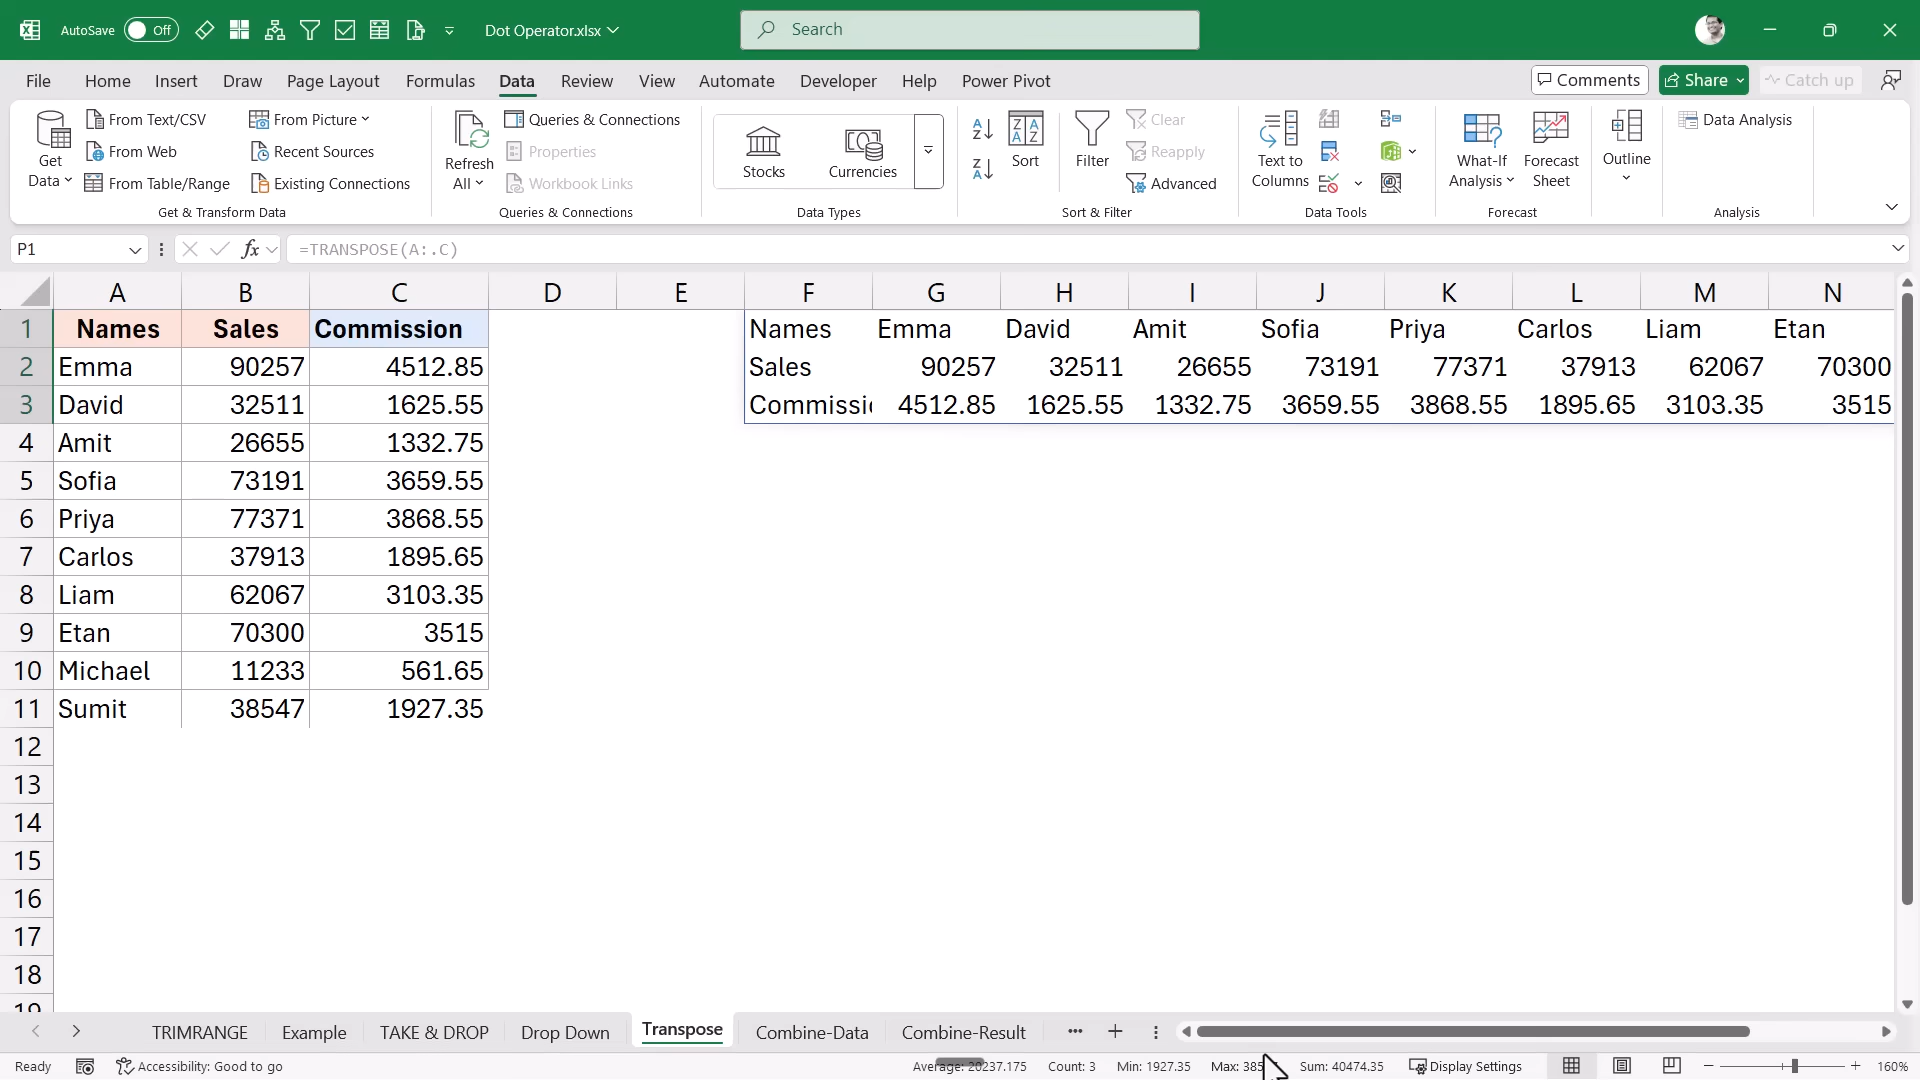 AutoSave Off Dot Operator.xlsx Search
File Home Insert Draw Page Layout Formulas Data Review View Automate Developer Help Power Pivot Comments Share Catch up
Get Data From Text/CSV From Picture
From Web Recent Sources
From Table/Range Existing Connections
Get & Transform Data
Refresh All Queries & Connections
Properties
Workbook Links
Queries & Connections
Stocks Currencies
Data Types
Sort Filter Clear
Reapply
Advanced
Sort & Filter
Text to Columns
Data Tools
What-If Analysis Forecast Sheet
Forecast
Outline
Data Analysis
Analysis
P1 fx =TRANSPOSE(A:.C)
A B C D E F G H I J K L M N
1 Names Sales Commission Names Emma David Amit Sofia Priya Carlos Liam Etan
2 Emma 90257 4512.85 Sales 90257 32511 26655 73191 77371 37913 62067 70300
3 David 32511 1625.55 4512.85 1625.55 1332.75 3659.55 3868.55 1895.65 3103.35 3515
4 Amit 26655 1332.75
5 Sofia 73191 3659.55
6 Priya 77371 3868.55
7 Carlos 37913 1895.65
8 Liam 62067 3103.35
9 Etan 70300 3515
10 Michael 11233 561.65
11 Sumit 38547 1927.35
12
13
14
15
16
17
18
TRIMRANGE Example TAKE & DROP Drop Down Transpose Combine-Data Combine-Result
Ready Accessibility: Good to go Average: 20237.175 Count: 3 Min: 1927.35 Max: Sum: 40474.35 Display Settings 160%